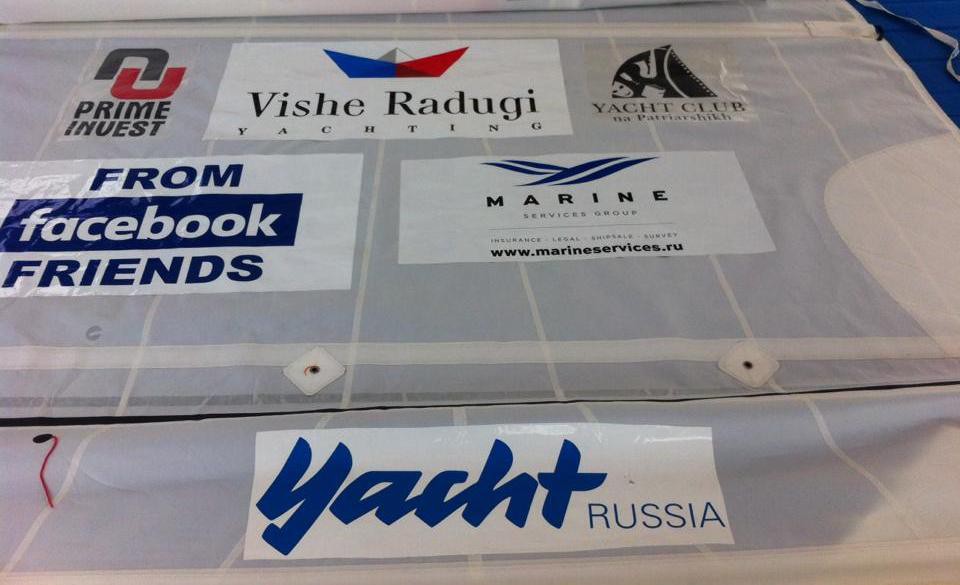 PRIME
INVEST
Vishe Radugi
YACHTING
YACHT CLUB
na Patriarshikh
FROM
facebook
FRIENDS
MARINE
SERVICES GROUP
INSURANCE - LEGAL - SHIPSALE - SURVEY
www.marineservices.ru
yacht RUSSIA